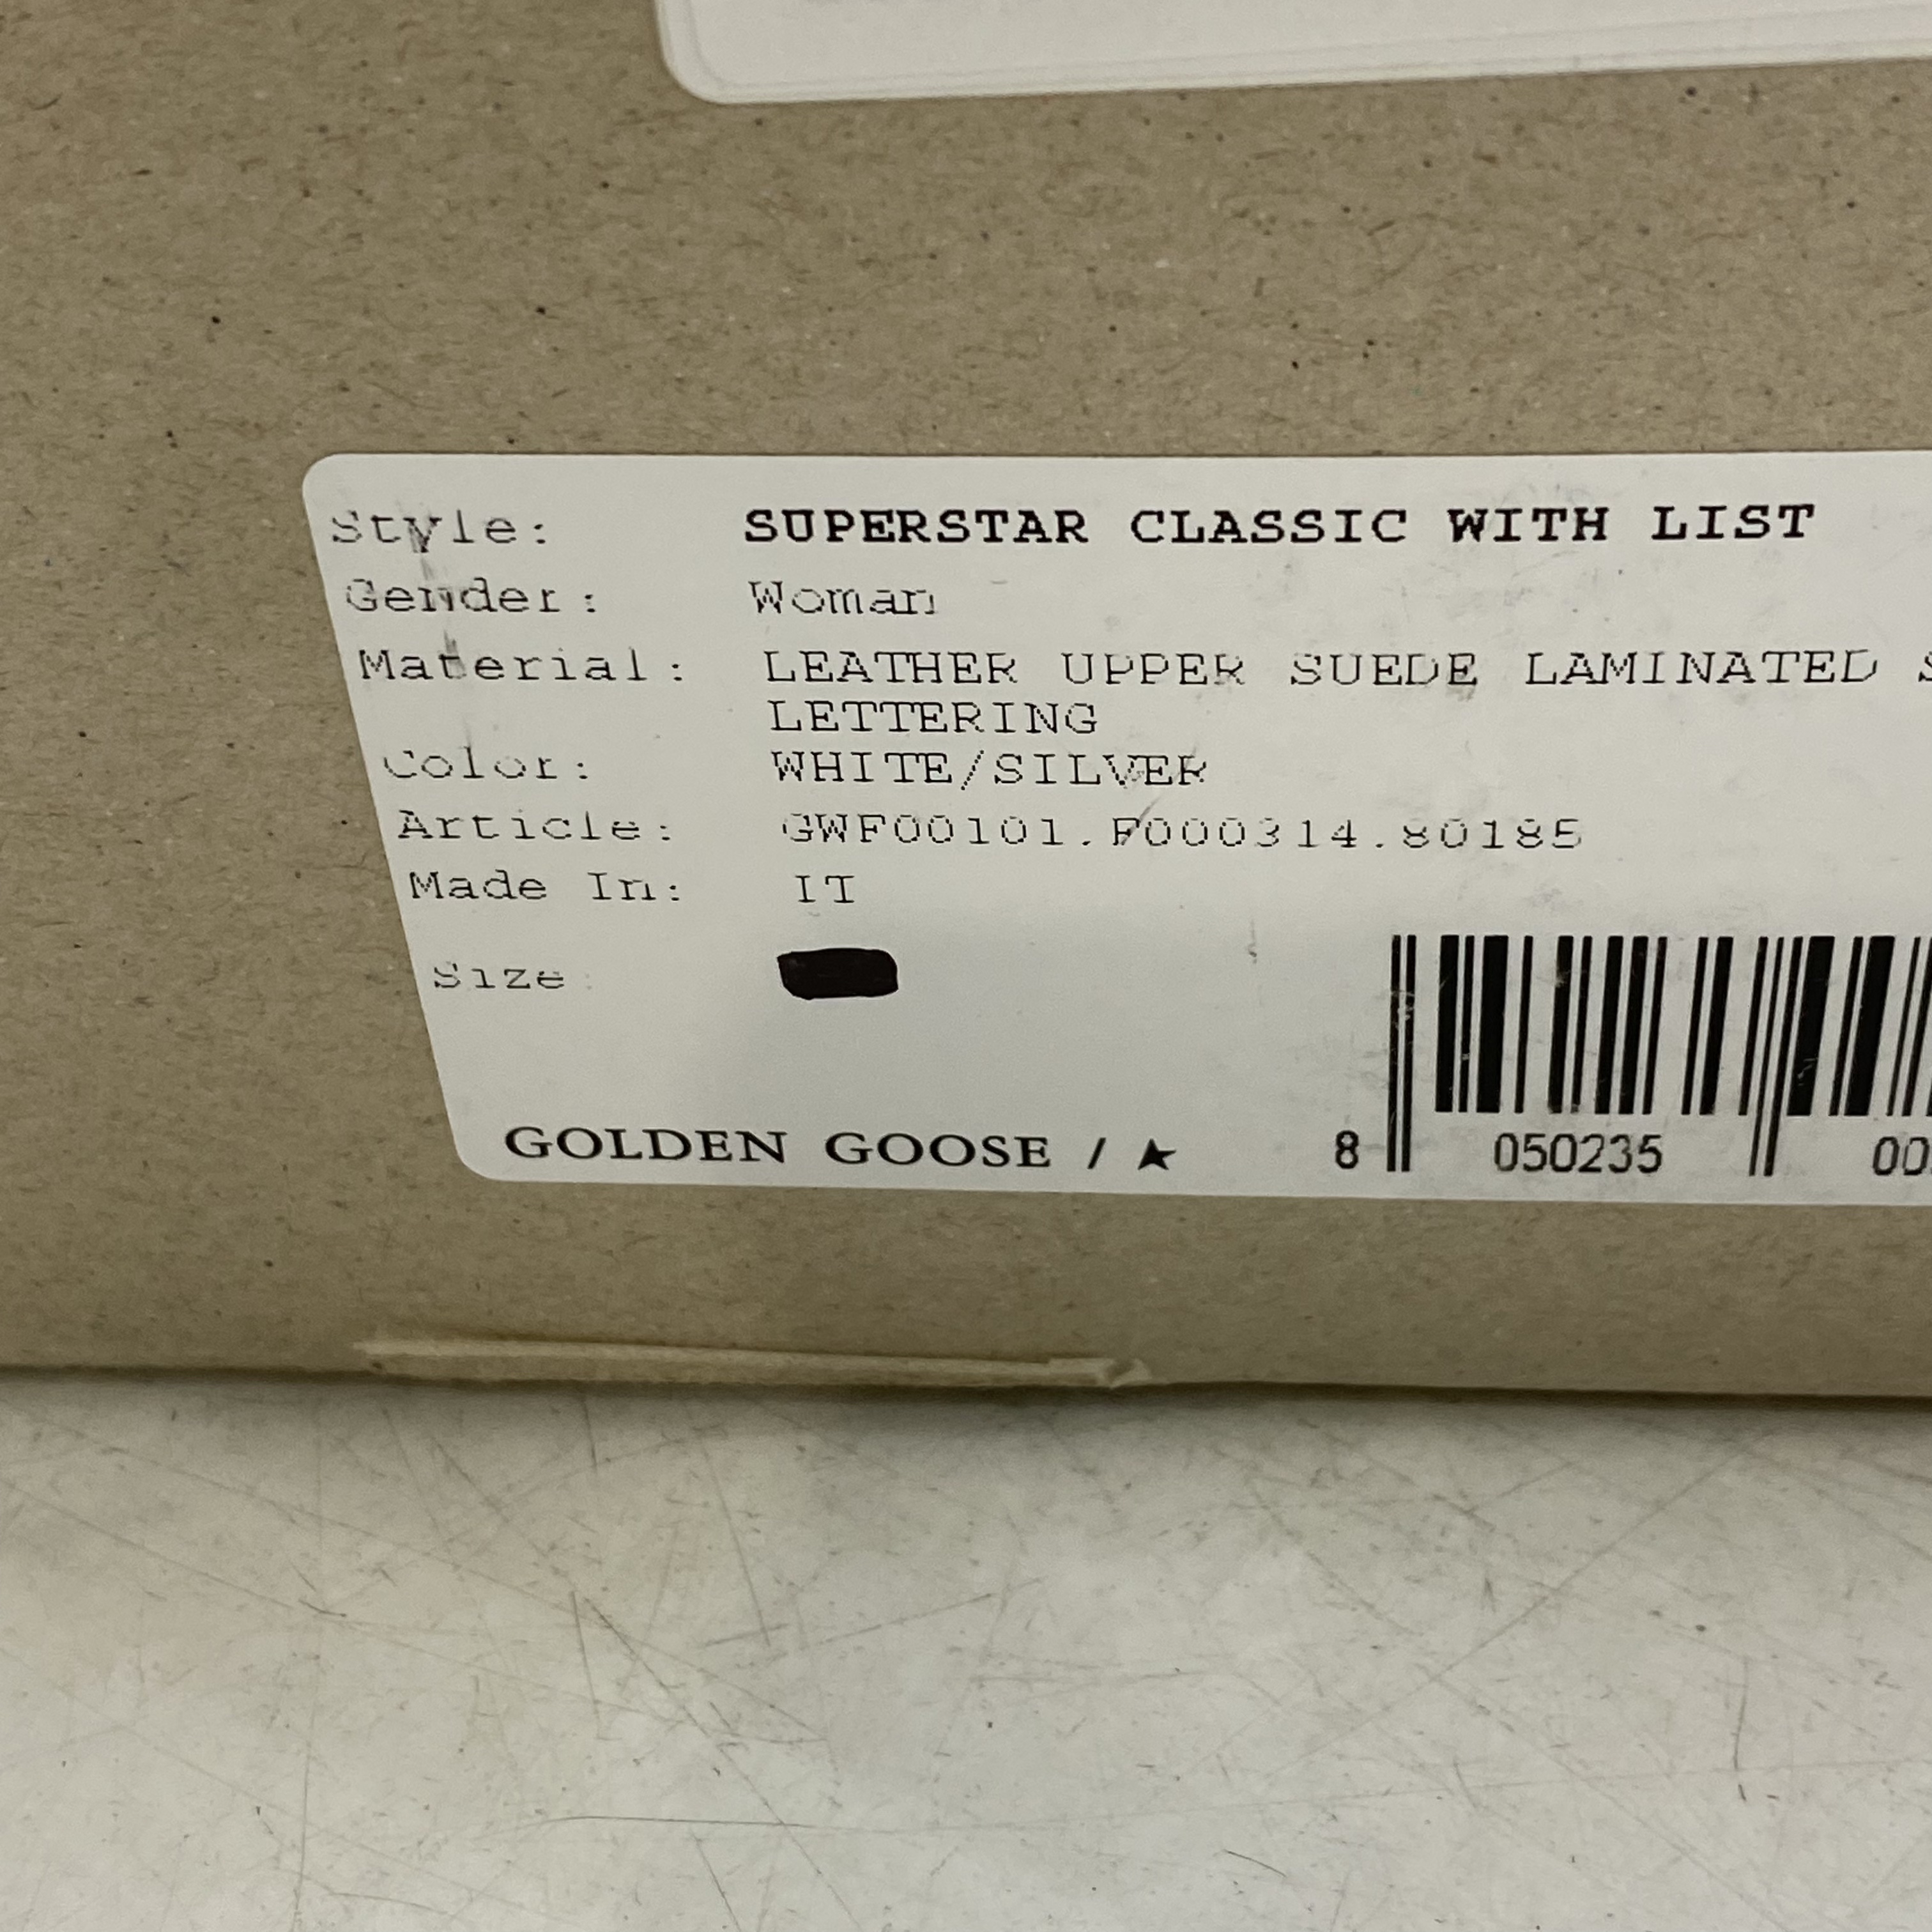 Style: SUPERSTAR CLASSIC WITH LIST
Gender: Woman
Material: LEATHER UPPER SUEDE LAMINATED
LETTERING
Color: WHITE/SILVER
Article: GWF00101.F000314.80185
Made In: IT
Size:
GOLDEN GOOSE / ★
8 050235 00